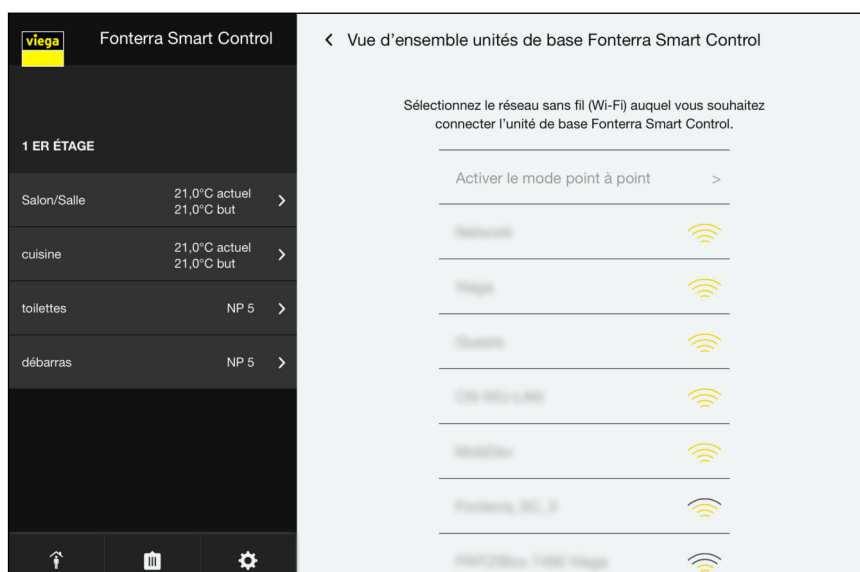 viega
Fonterra Smart Control
1 ER ÉTAGE
Salon/Salle
21,0°C actuel
21,0°C but
cuisine
21,0°C actuel
21,0°C but
toilettes
NP 5
débarras
NP 5
Vue d'ensemble unités de base Fonterra Smart Control
Sélectionnez le réseau sans fil (Wi-Fi) auquel vous souhaitez
connecter l'unité de base Fonterra Smart Control.
Activer le mode point à point >
Network
Viega
Guests